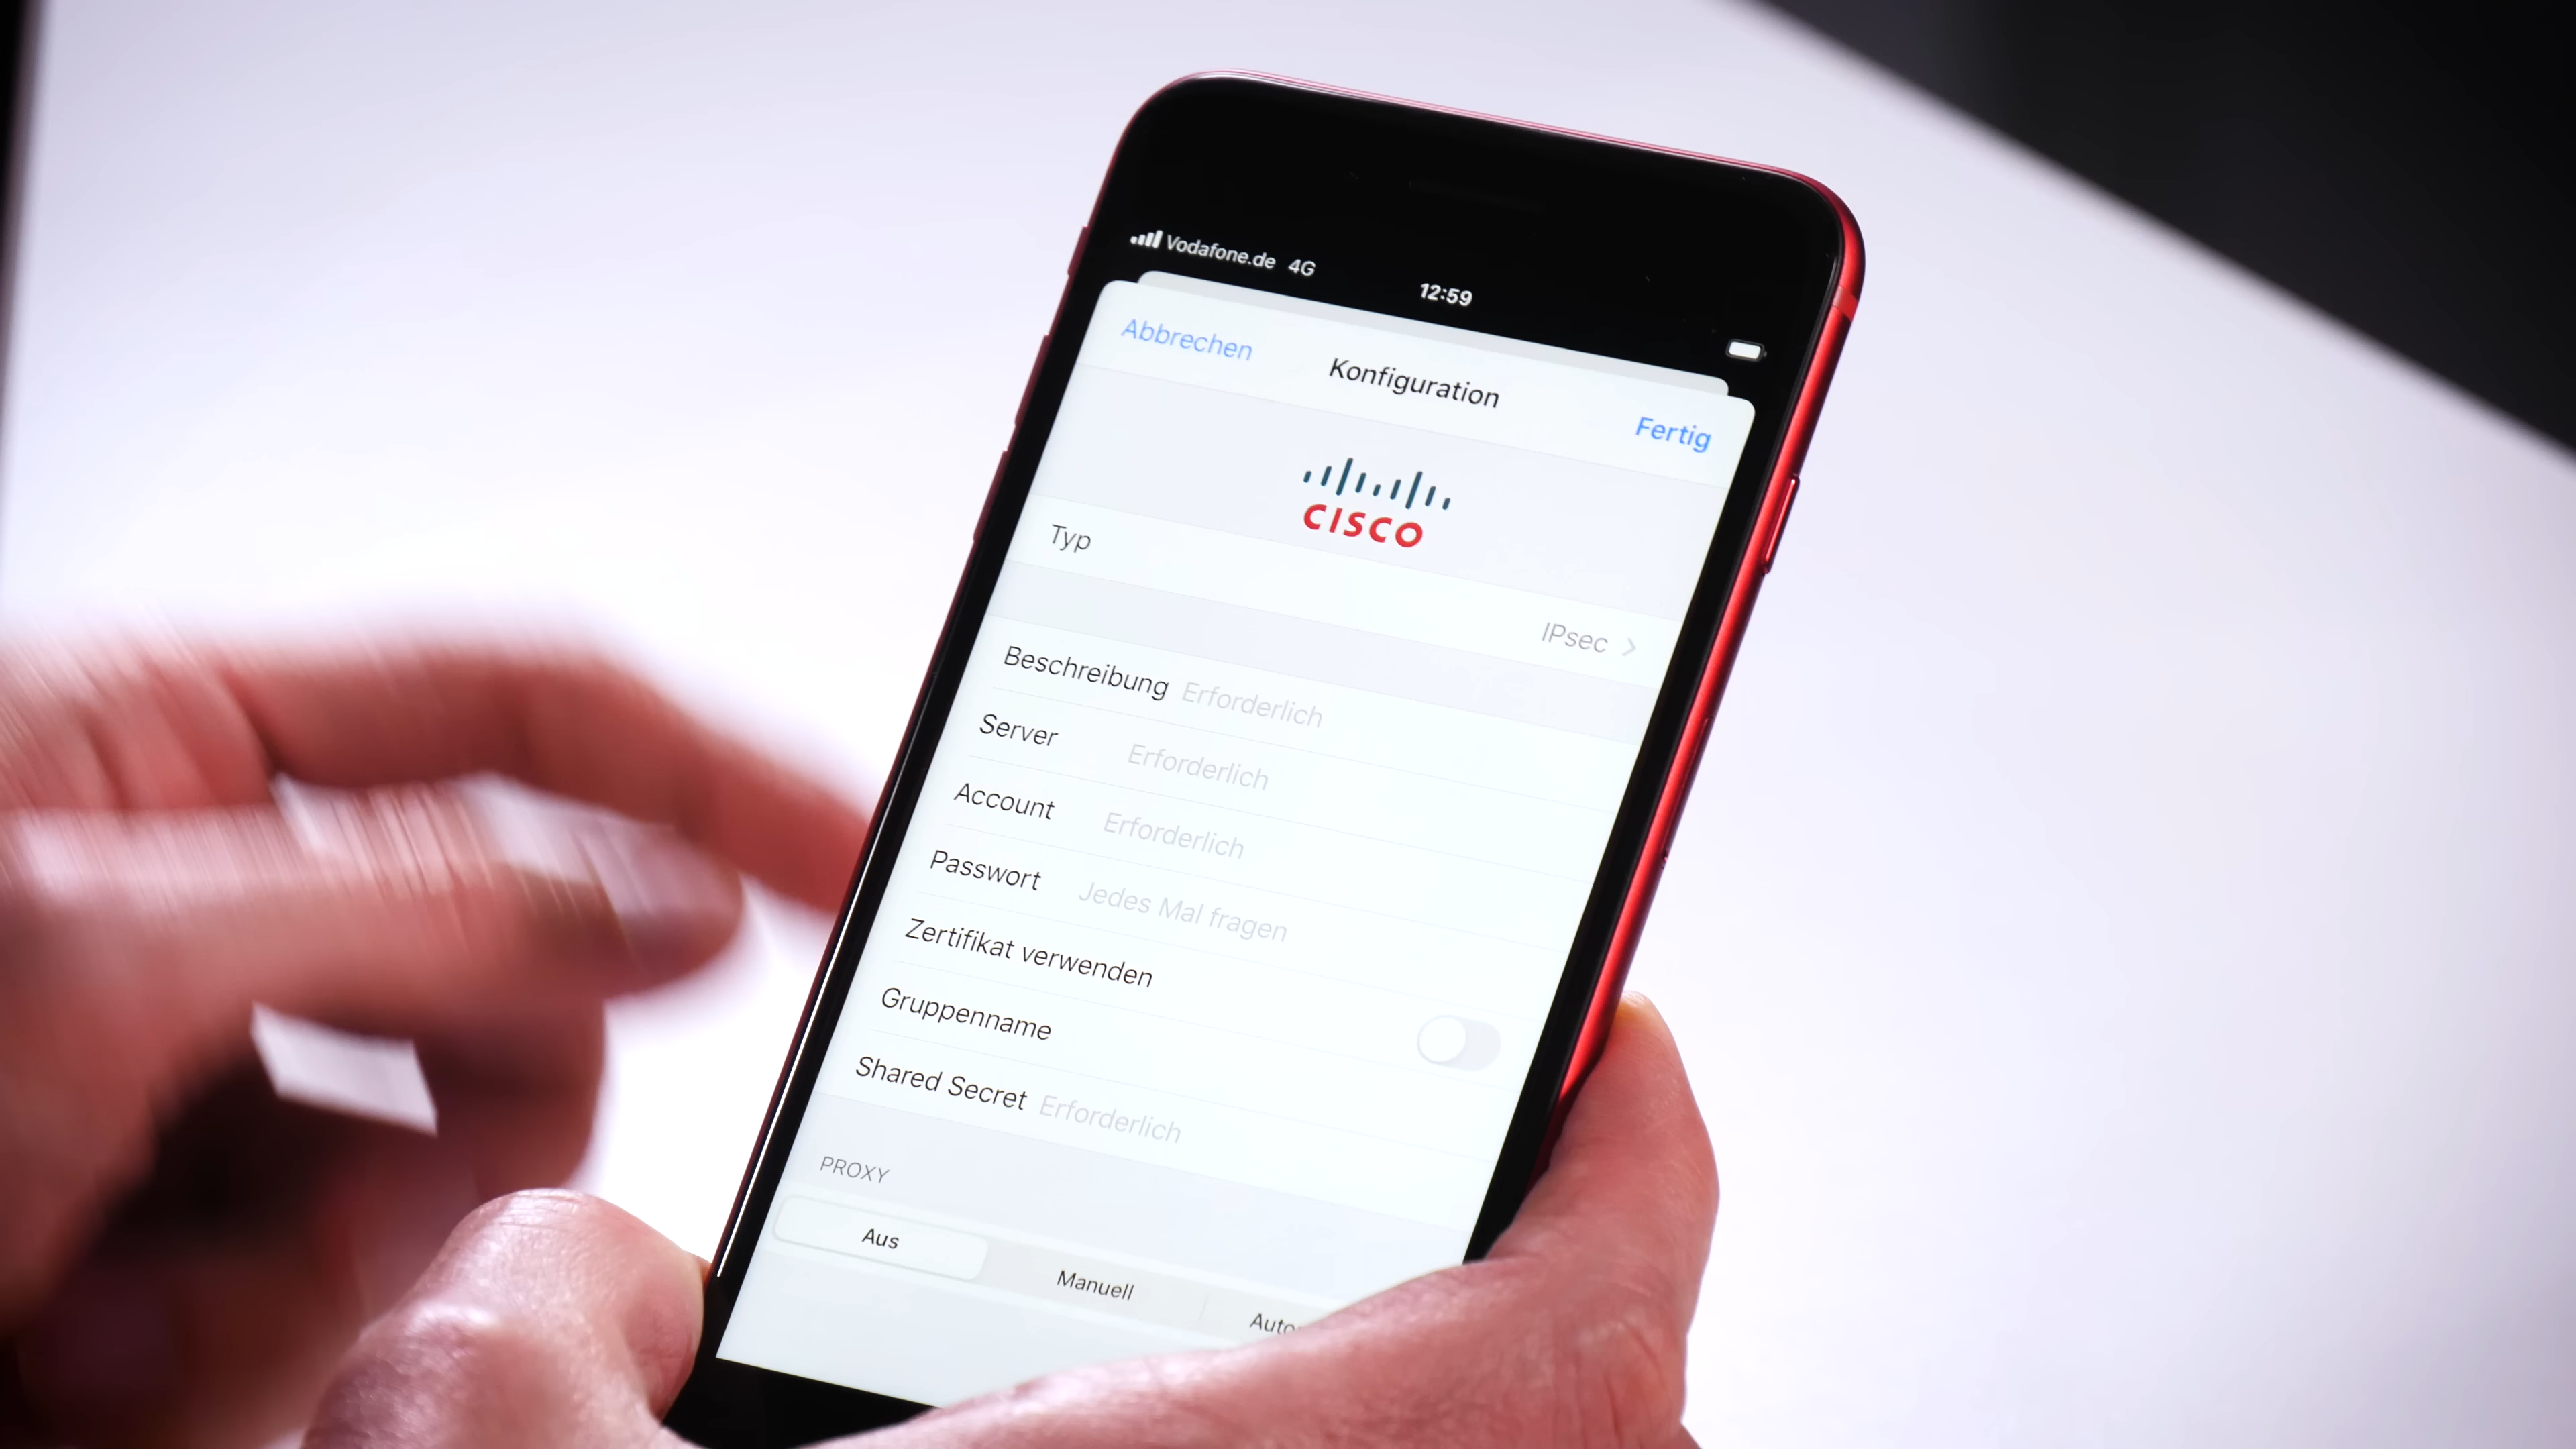 Vodafone.de 4G
12:59
Abbrechen
Konfiguration
Fertig
CISCO
Typ
IPsec
Beschreibung Erforderlich
Server Erforderlich
Account Erforderlich
Passwort Jedes Mal fragen
Zertifikat verwenden
Gruppenname
Shared Secret Erforderlich
PROXY
Aus
Manuell